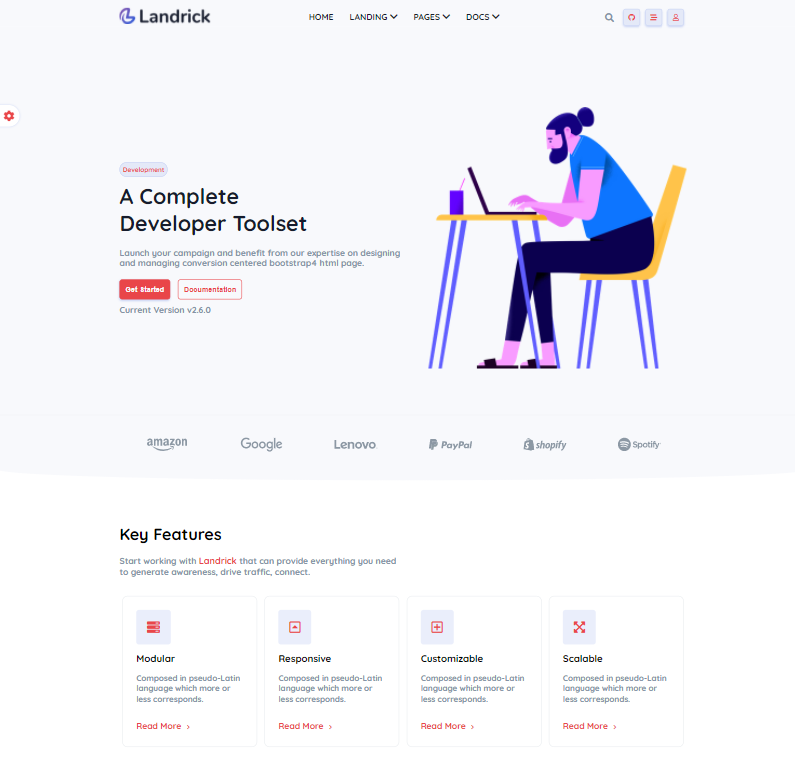 Landrick
HOME LANDING PAGES DOCS
Development
A Complete
Developer Toolset
Launch your campaign and benefit from our expertise on designing
and managing conversion centered bootstrap4 html page.
Get Started Documentation
Current Version v2.6.0
amazon Google Lenovo PayPal shopify Spotify
Key Features
Start working with Landrick that can provide everything you need
to generate awareness, drive traffic, connect.
Modular
Composed in pseudo-Latin
language which more or
less corresponds.
Read More
Responsive
Composed in pseudo-Latin
language which more or
less corresponds.
Read More
Customizable
Composed in pseudo-Latin
language which more or
less corresponds.
Read More
Scalable
Composed in pseudo-Latin
language which more or
less corresponds.
Read More